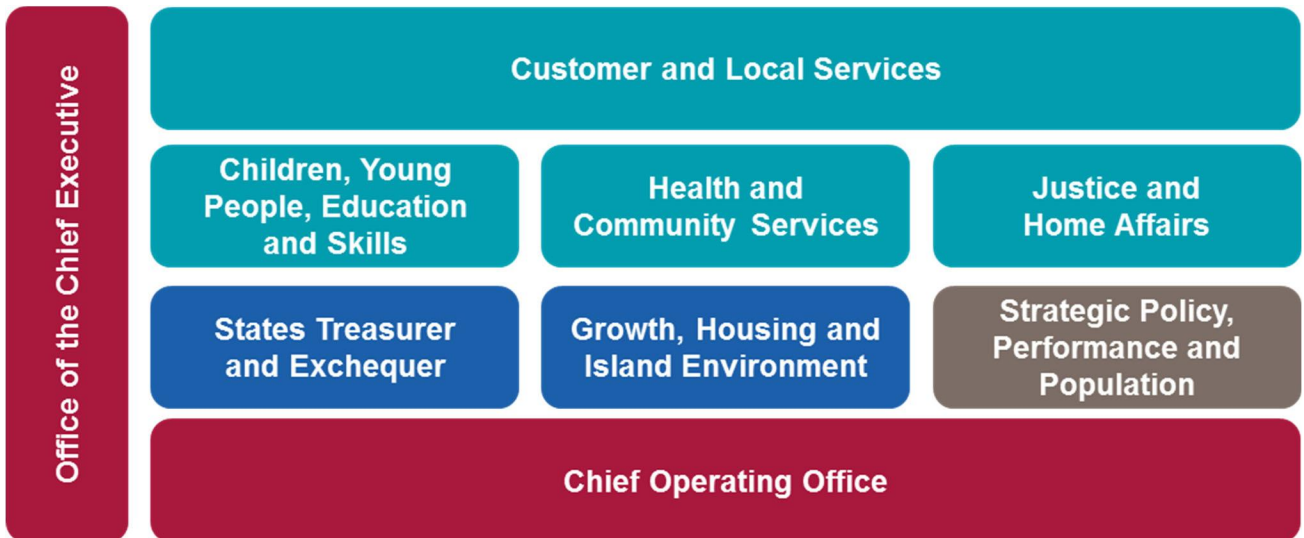 Office of the Chief Executive
Customer and Local Services
Children, Young
People, Education
and Skills
Health and
Community Services
Justice and
Home Affairs
States Treasurer
and Exchequer
Growth, Housing and
Island Environment
Strategic Policy,
Performance and
Population
Chief Operating Office